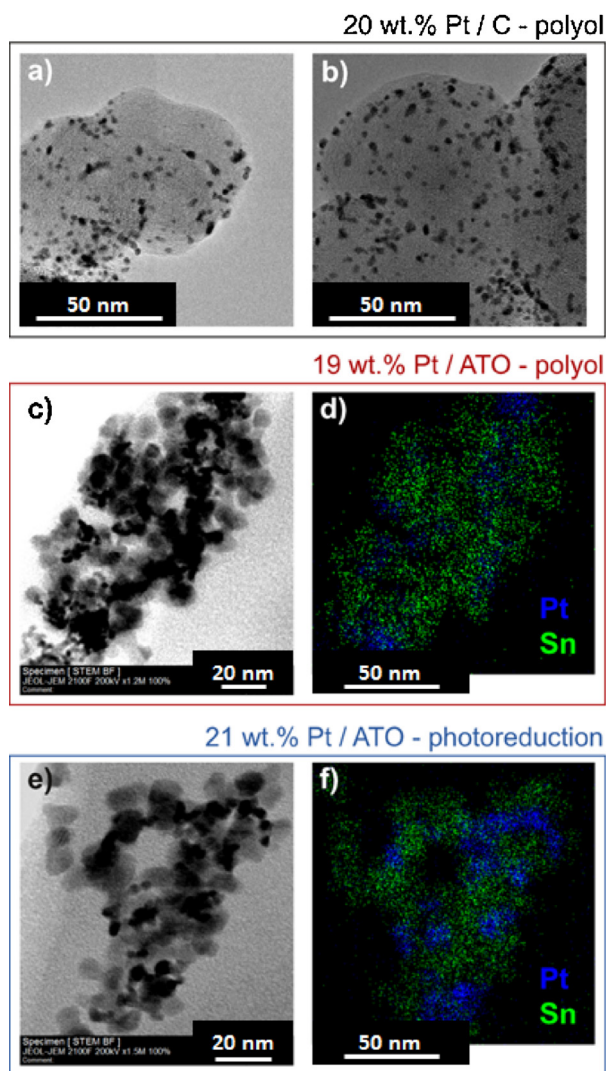 20 wt.% Pt / C - polyol
a)
b)
50 nm
50 nm
19 wt.% Pt / ATO - polyol
c)
d)
Pt
Sn
Specimen [ STEM BF ]
JEOL-JEM 2100F 200kV x1.2M 100%
Comment
20 nm
50 nm
21 wt.% Pt / ATO - photoreduction
e)
f)
Pt
Sn
Specimen [ STEM BF ]
JEOL-JEM 2100F 200kV x1.5M 100%
Comment
20 nm
50 nm